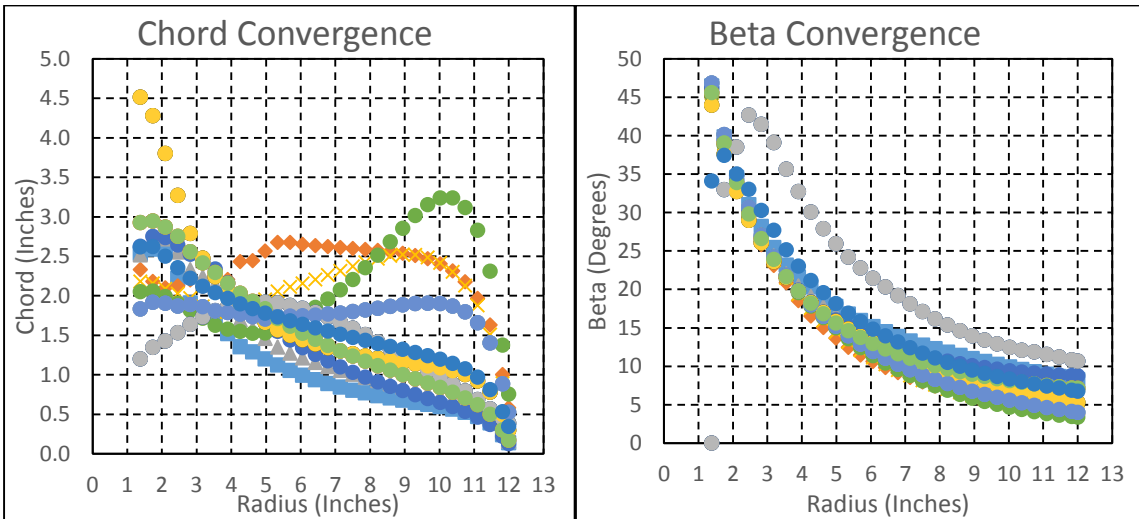 Chord Convergence
5.0
4.5
4.0
3.5
3.0
2.5
2.0
1.5
1.0
0.5
0.0
Chord (Inches)
0 1 2 3 4 5 6 7 8 9 10 11 12 13
Radius (Inches)
Beta Convergence
50
45
40
35
30
25
20
15
10
5
0
Beta (Degrees)
0 1 2 3 4 5 6 7 8 9 10 11 12 13
Radius (Inches)